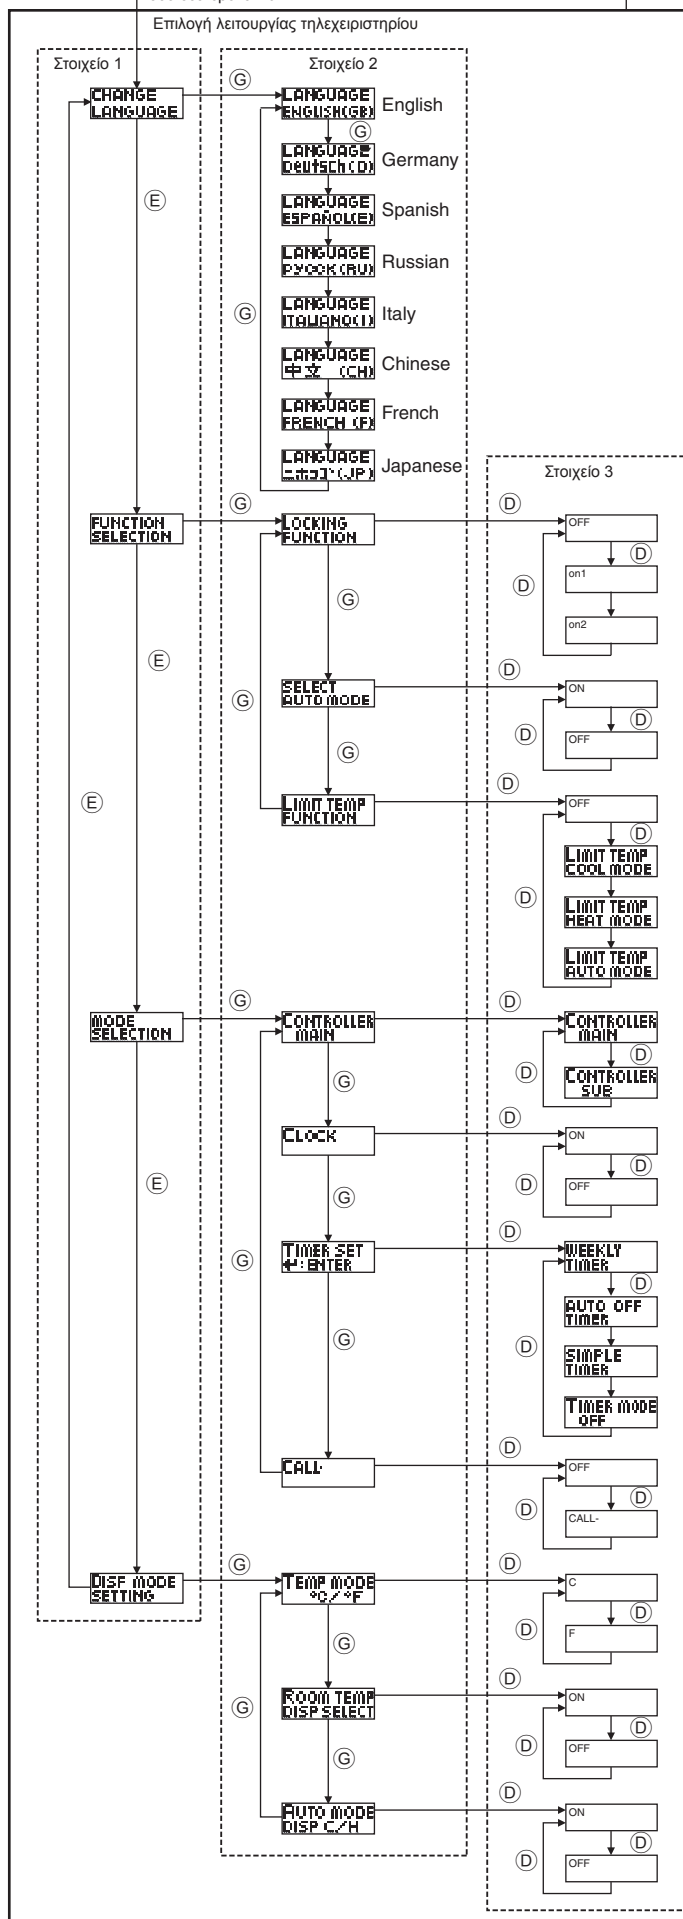 Επιλογή λειτουργίας τηλεχειριστηρίου
Στοιχείο 1
Στοιχείο 2
CHANGE
LANGUAGE
G
LANGUAGE
ENGLISH(GB)
English
G
LANGUAGE
Deutsch(D)
Germany
E
LANGUAGE
ESPAÑOL(E)
Spanish
LANGUAGE
Русск(RU)
Russian
G
LANGUAGE
ITALIANO(I)
Italy
LANGUAGE
中文 (CH)
Chinese
LANGUAGE
FRENCH (F)
French
LANGUAGE
ニホンゴ(JP)
Japanese
Στοιχείο 3
FUNCTION
SELECTION
G
LOCKING
FUNCTION
D
OFF
D
on1
D
on2
G
E
SELECT
AUTO MODE
D
ON
D
OFF
D
G
G
E
LIMIT TEMP
FUNCTION
D
OFF
D
LIMIT TEMP
COOL MODE
D
LIMIT TEMP
HEAT MODE
LIMIT TEMP
AUTO MODE
MODE
SELECTION
G
CONTROLLER
MAIN
D
CONTROLLER
MAIN
D
CONTROLLER
SUB
D
G
CLOCK
D
ON
D
OFF
D
E
G
TIMER SET
↵:ENTER
D
WEEKLY
TIMER
D
AUTO OFF
TIMER
G
G
D
SIMPLE
TIMER
TIMER MODE
OFF
CALL-
D
OFF
D
CALL-
D
DISP MODE
SETTING
G
TEMP MODE
°C/°F
D
C
D
F
D
G
G
ROOM TEMP
DISP SELECT
D
ON
D
OFF
D
G
AUTO MODE
DISP C/H
D
ON
D
OFF
D